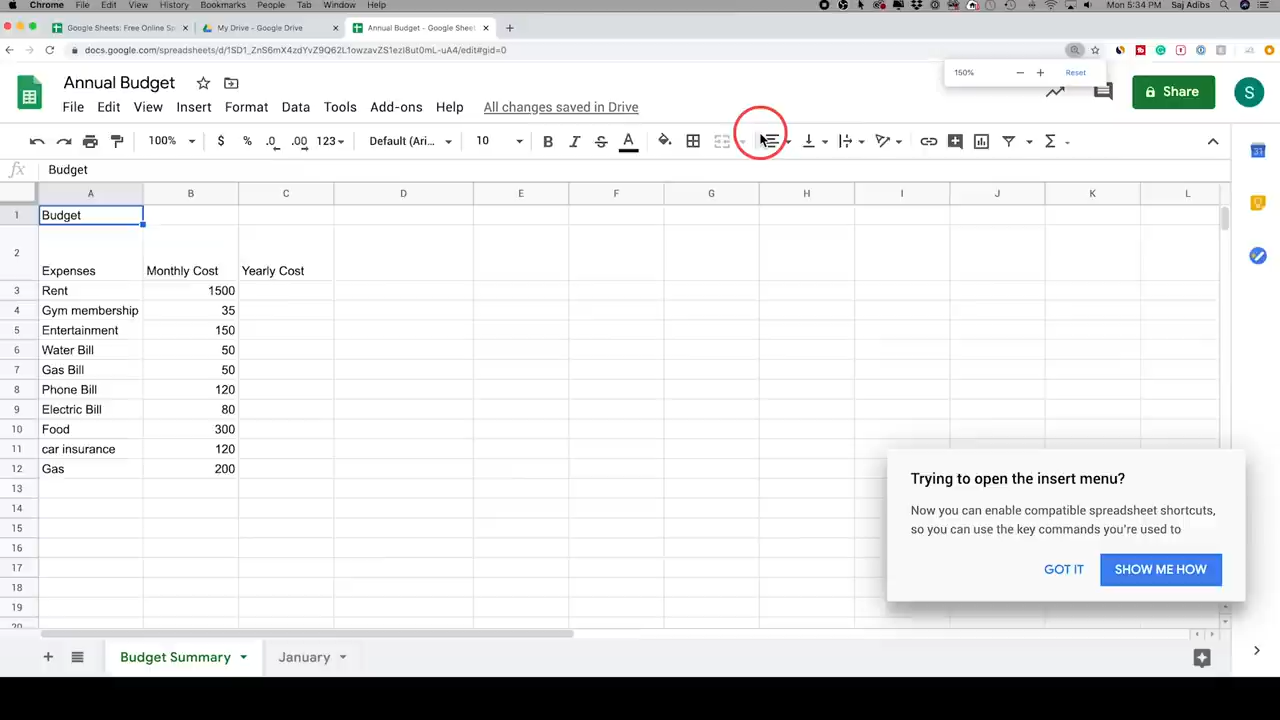 Chrome File Edit View History Bookmarks People Tab Window Help Mon 5:34 PM Saj Adibs
Google Sheets: Free Online Sp × My Drive – Google Drive × Annual Budget - Google Sheets × +
docs.google.com/spreadsheets/d/1SD1_ZnS6mX4zdYvZ9Q62L1owzavZS1ezI8ut0mL-uA4/edit#gid=0
150% − + Reset
Annual Budget
File Edit View Insert Format Data Tools Add-ons Help All changes saved in Drive
Share S
100% $ % .0 .00 123 Default (Ari... 10 B I S A Σ
fx Budget
A B C D E F G H I J K L
1 Budget
2 Expenses Monthly Cost Yearly Cost
3 Rent 1500
4 Gym membership 35
5 Entertainment 150
6 Water Bill 50
7 Gas Bill 50
8 Phone Bill 120
9 Electric Bill 80
10 Food 300
11 car insurance 120
12 Gas 200
13
14
15
16
17
18
19
20
Trying to open the insert menu?
Now you can enable compatible spreadsheet shortcuts,
so you can use the key commands you're used to
GOT IT SHOW ME HOW
+ Budget Summary January